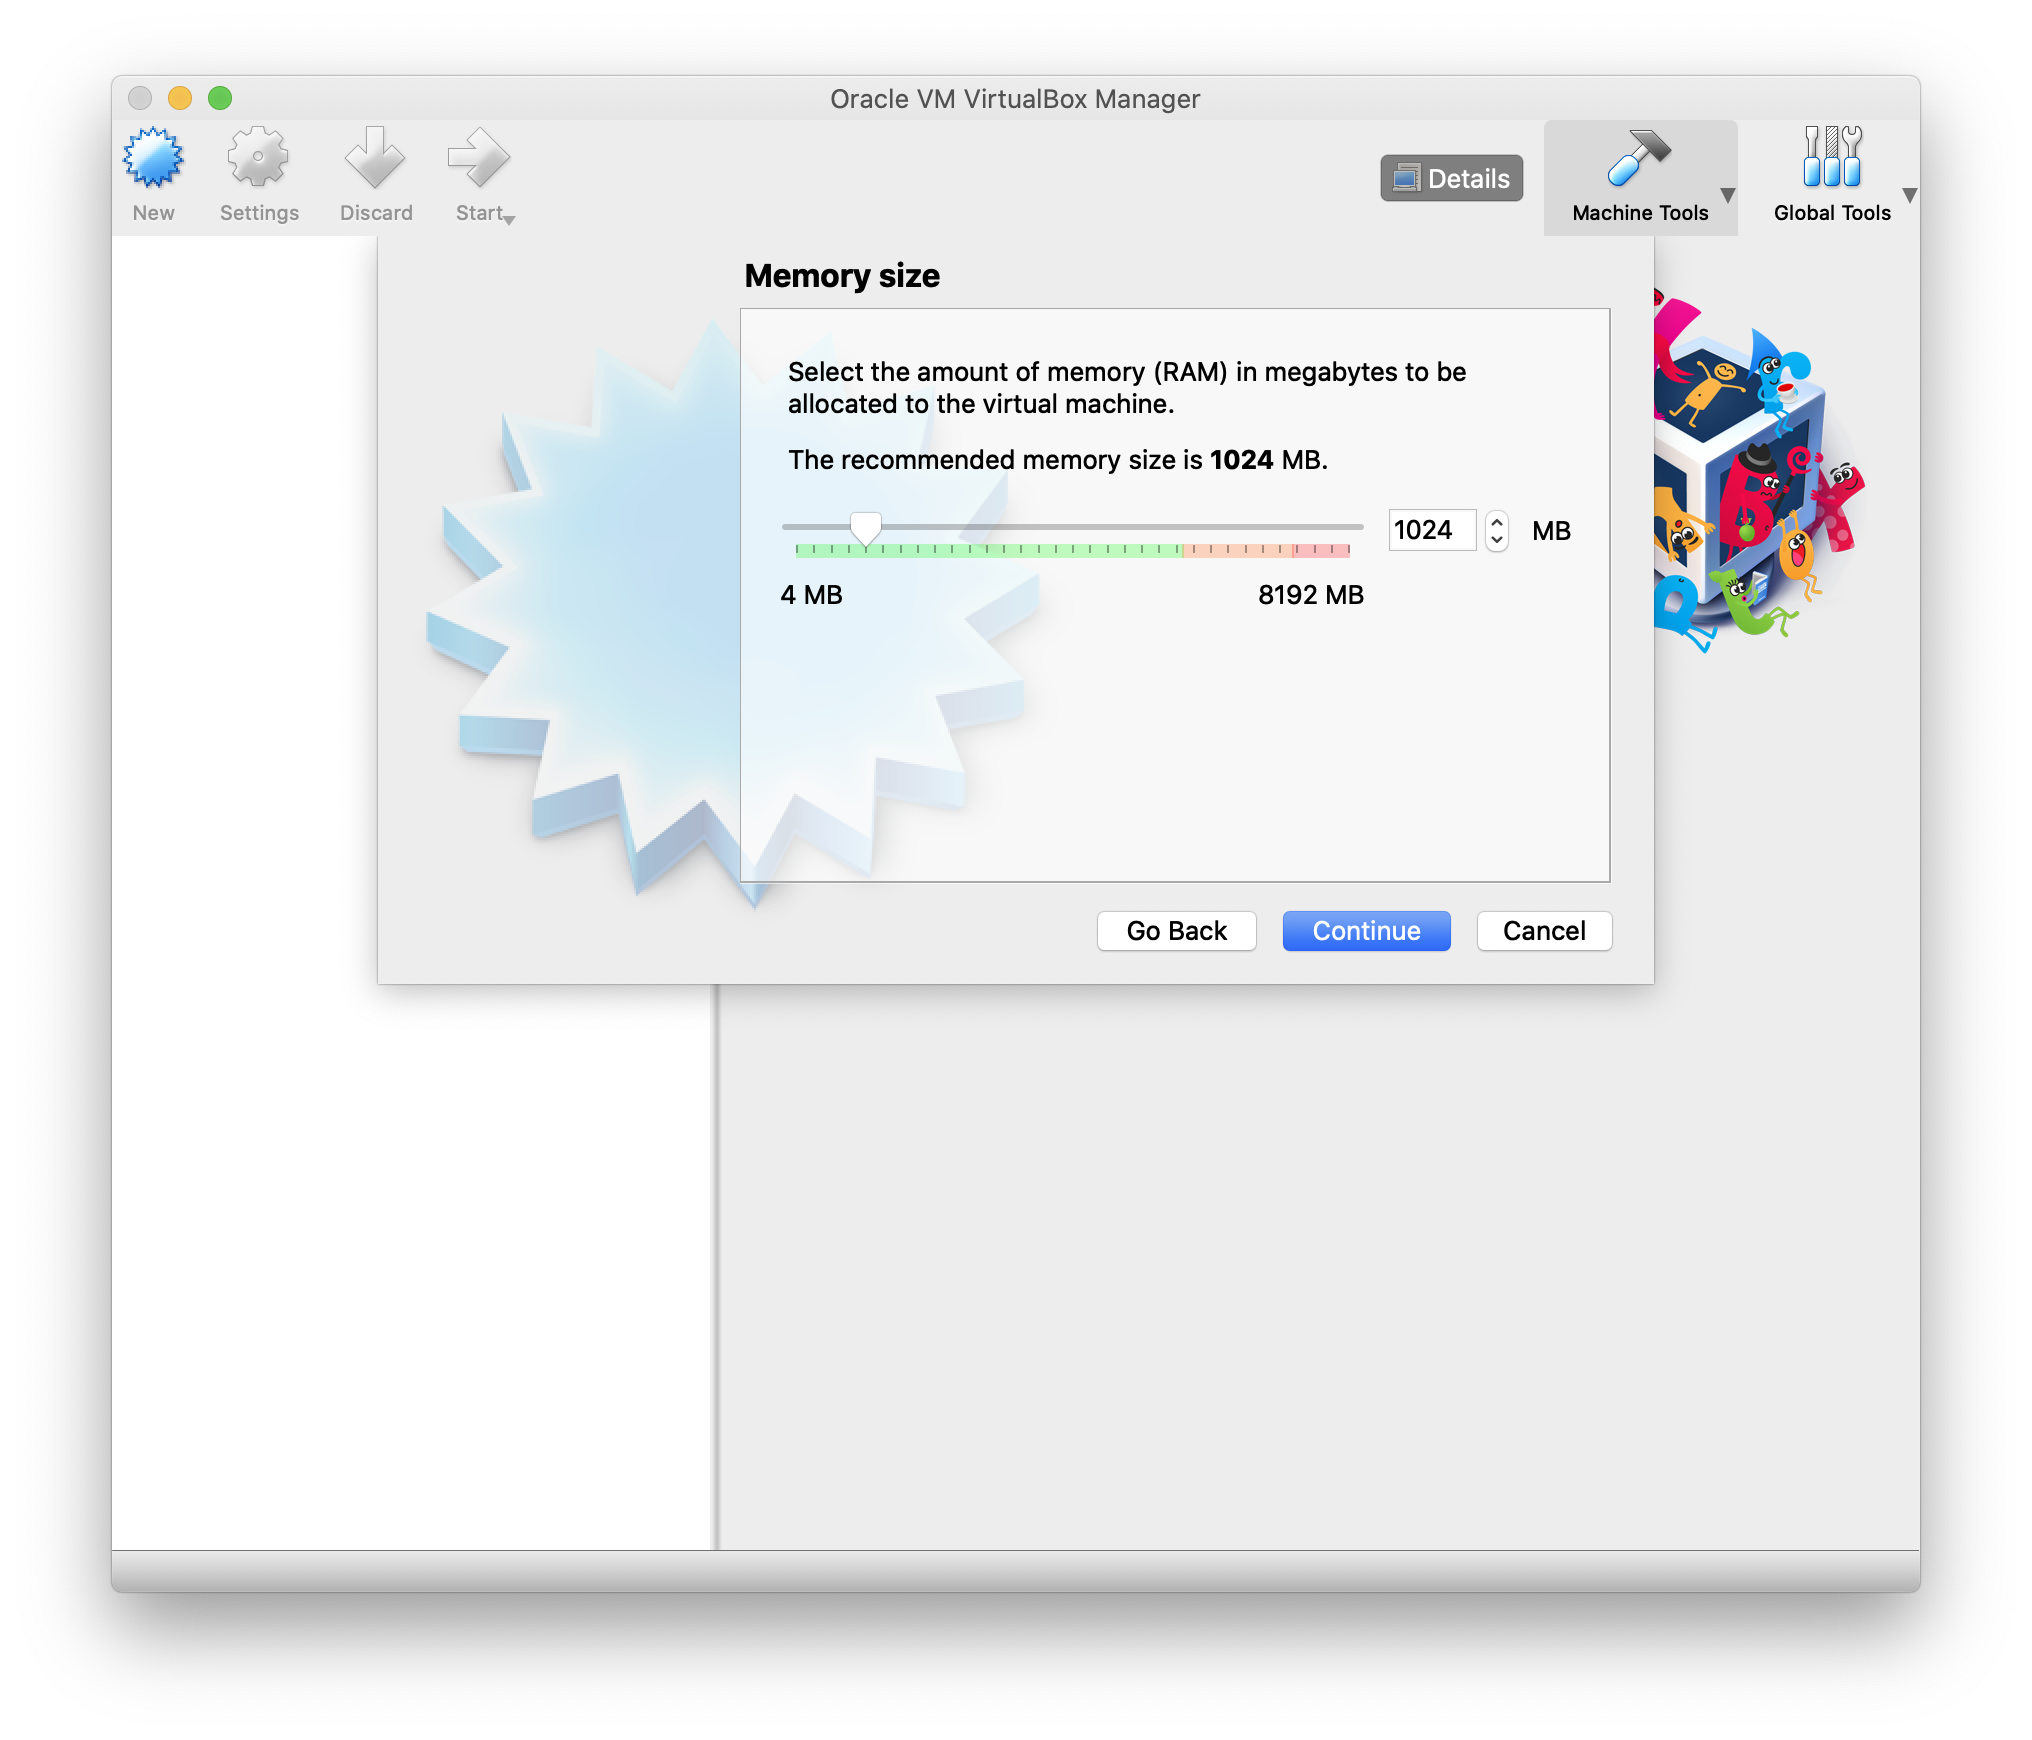 Oracle VM VirtualBox Manager
New
Settings
Discard
Start
Details
Machine Tools
Global Tools
Memory size
Select the amount of memory (RAM) in megabytes to be
allocated to the virtual machine.
The recommended memory size is 1024 MB.
1024
MB
4 MB
8192 MB
Go Back
Continue
Cancel